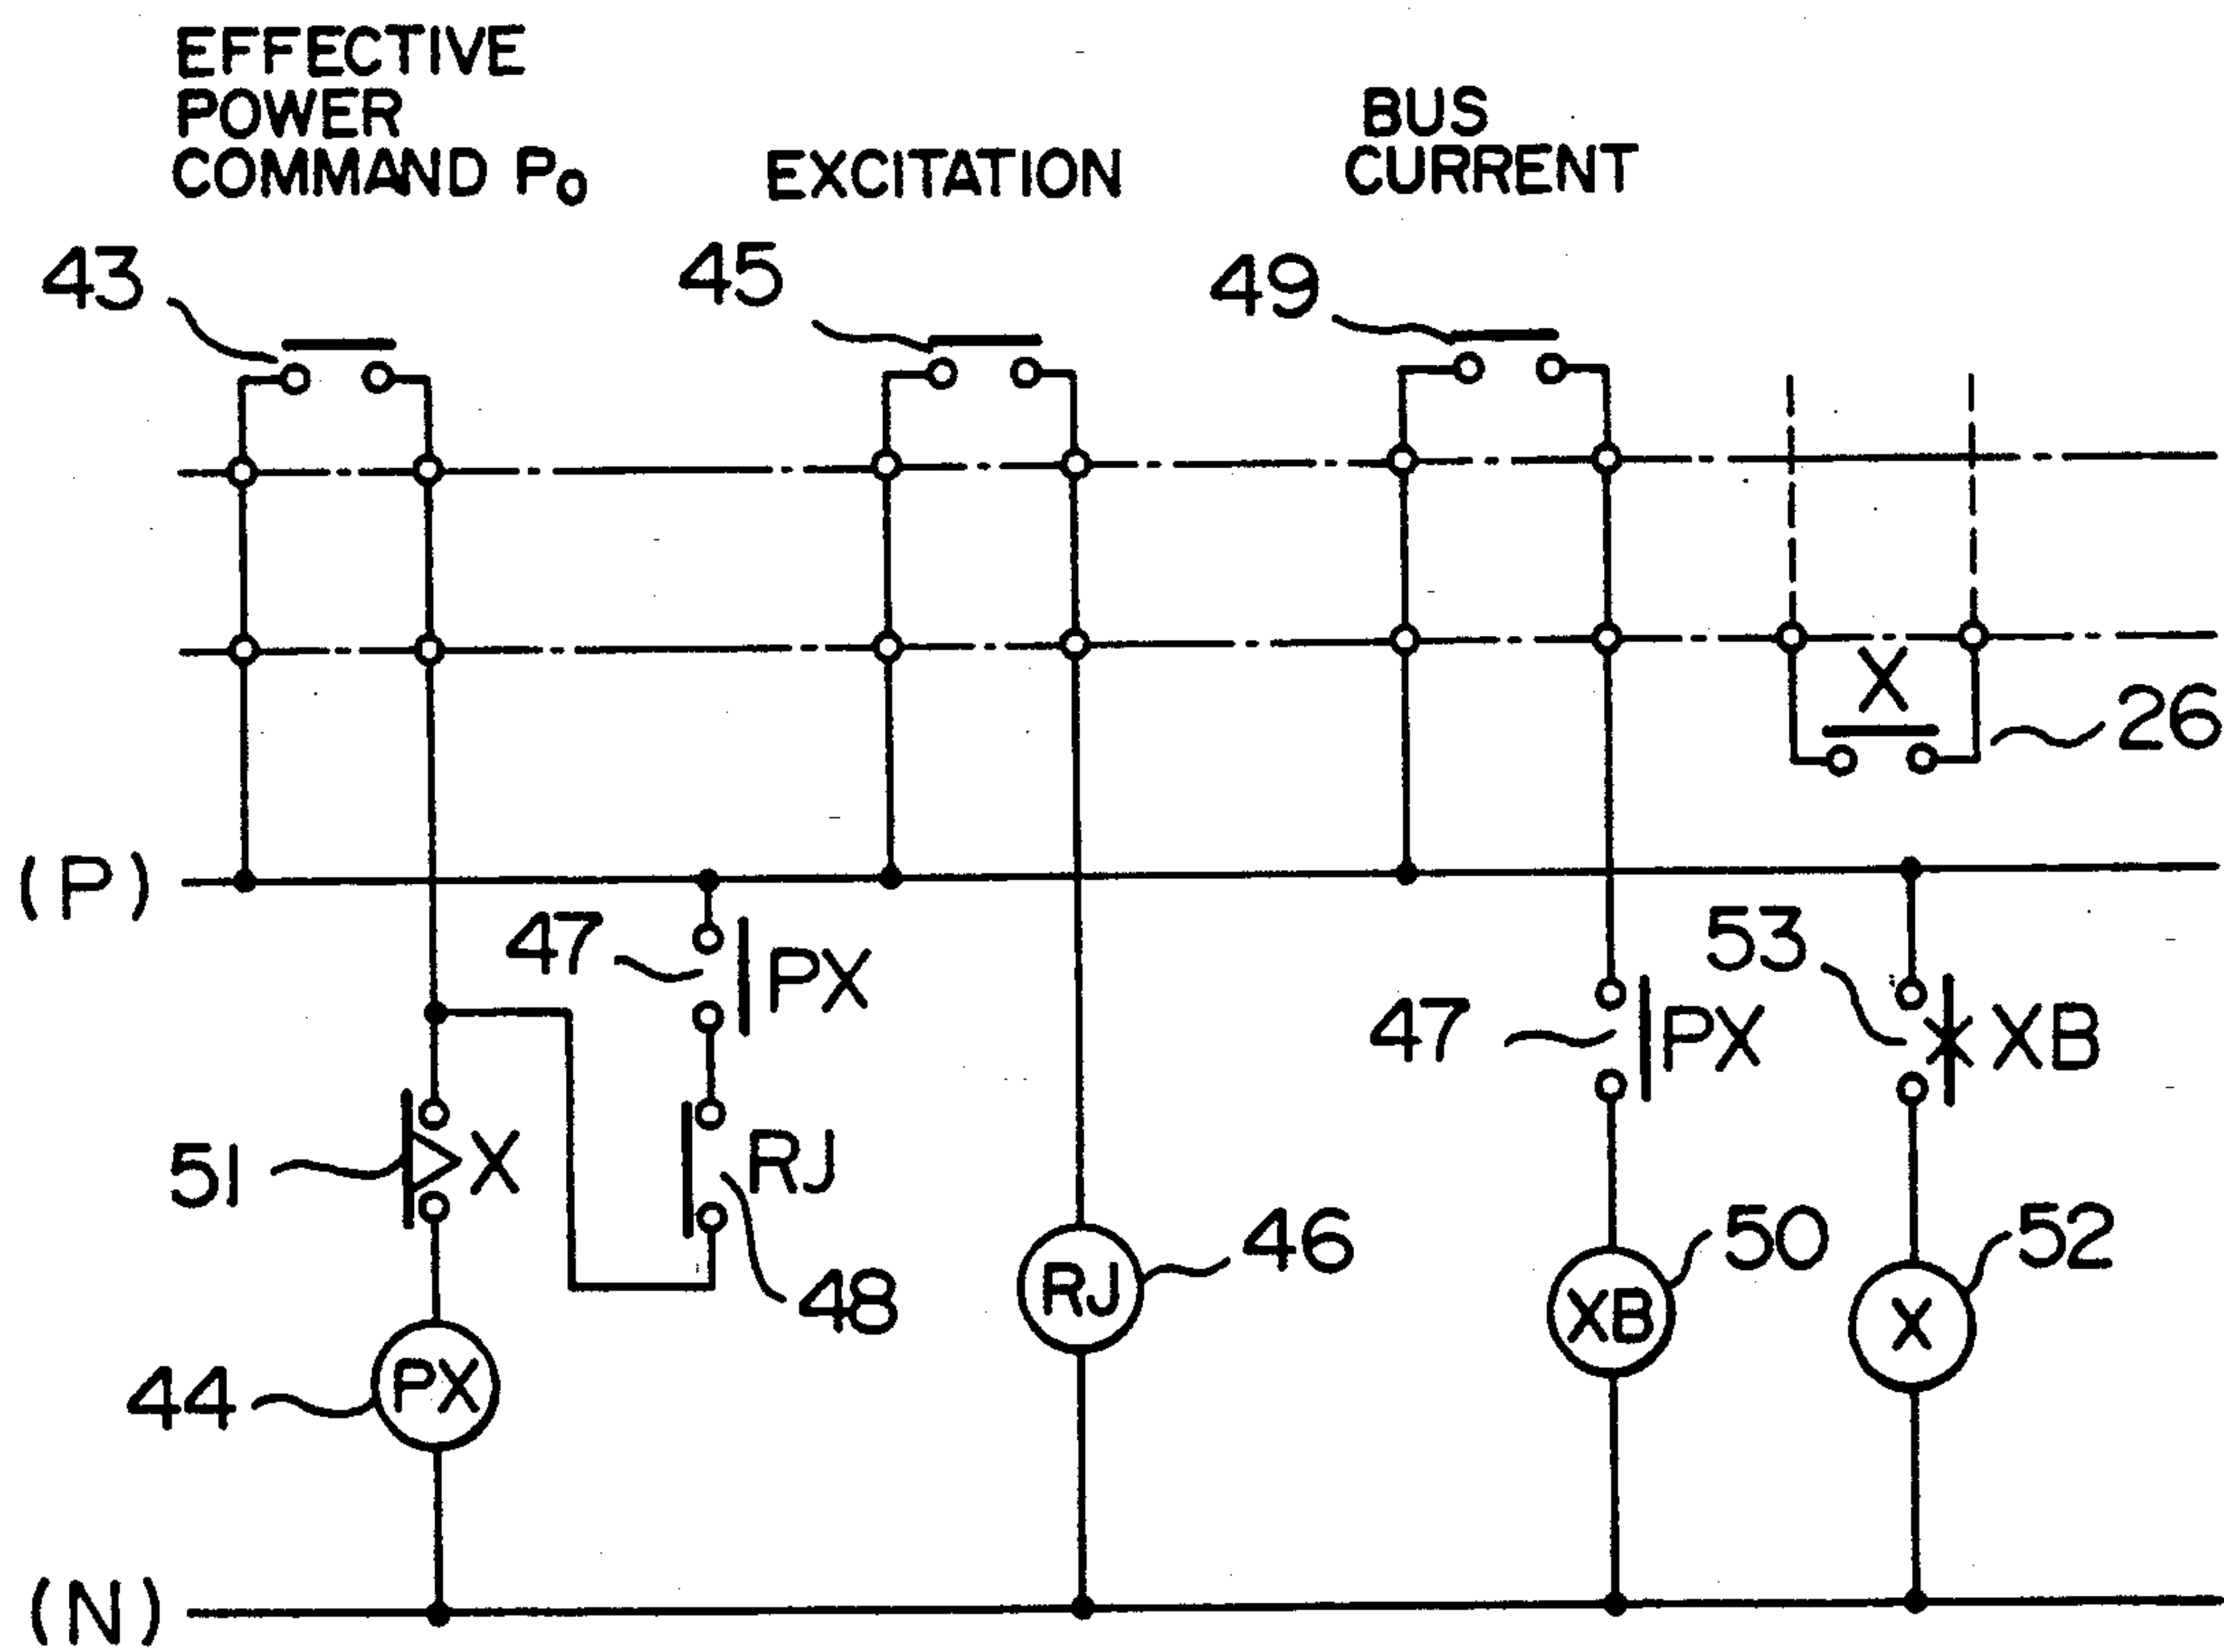 EFFECTIVE
POWER
COMMAND P₀
EXCITATION
BUS
CURRENT
43
45
49
X
26
(P)
47
PX
53
47
PX
XB
51
X
RJ
48
46
RJ
50
XB
52
X
44
PX
(N)